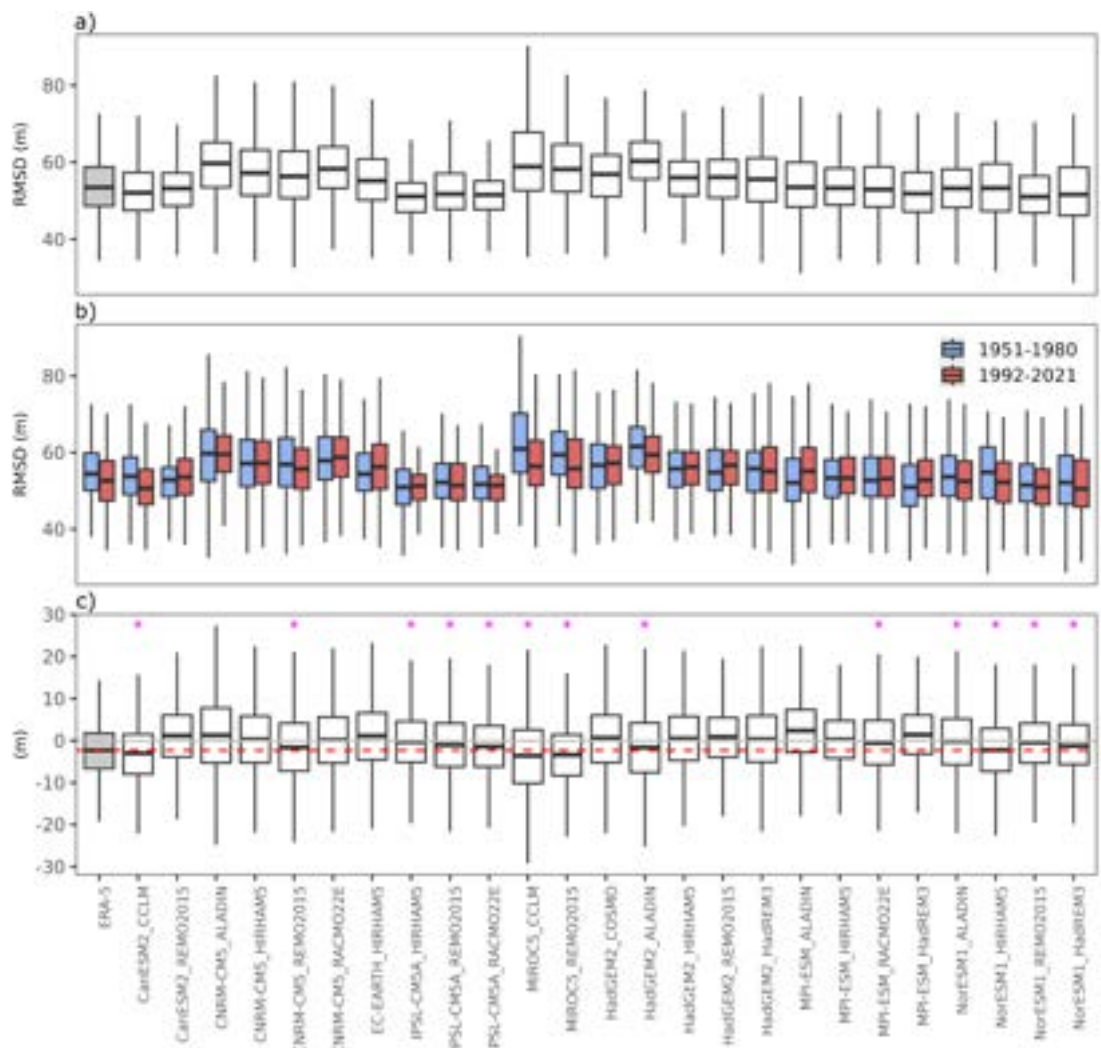 a)
RMSD (m)
80
60
40
b)
RMSD (m)
80
60
40
1951-1980
1992-2021
c)
(m)
30
20
10
0
-10
-20
-30
ERA-5
CanESM2_CCLM
CanESM2_REMO2015
CNRM-CM5_ALADIN
CNRM-CM5_HIRHAM5
CNRM-CM5_REMO2015
CNRM-CM5_RACMO22E
EC-EARTH_HIRHAM5
IPSL-CM5A_HIRHAM5
IPSL-CM5A_REMO2015
IPSL-CM5A_RACMO22E
MIROC5_CCLM
MIROC5_REMO2015
HadGEM2_COSMO
HadGEM2_ALADIN
HadGEM2_HIRHAM5
HadGEM2_REMO2015
HadGEM2_HadREM3
MPI-ESM_ALADIN
MPI-ESM_HIRHAM5
MPI-ESM_RACMO22E
MPI-ESM_HadREM3
NorESM1_ALADIN
NorESM1_HIRHAM5
NorESM1_REMO2015
NorESM1_HadREM3